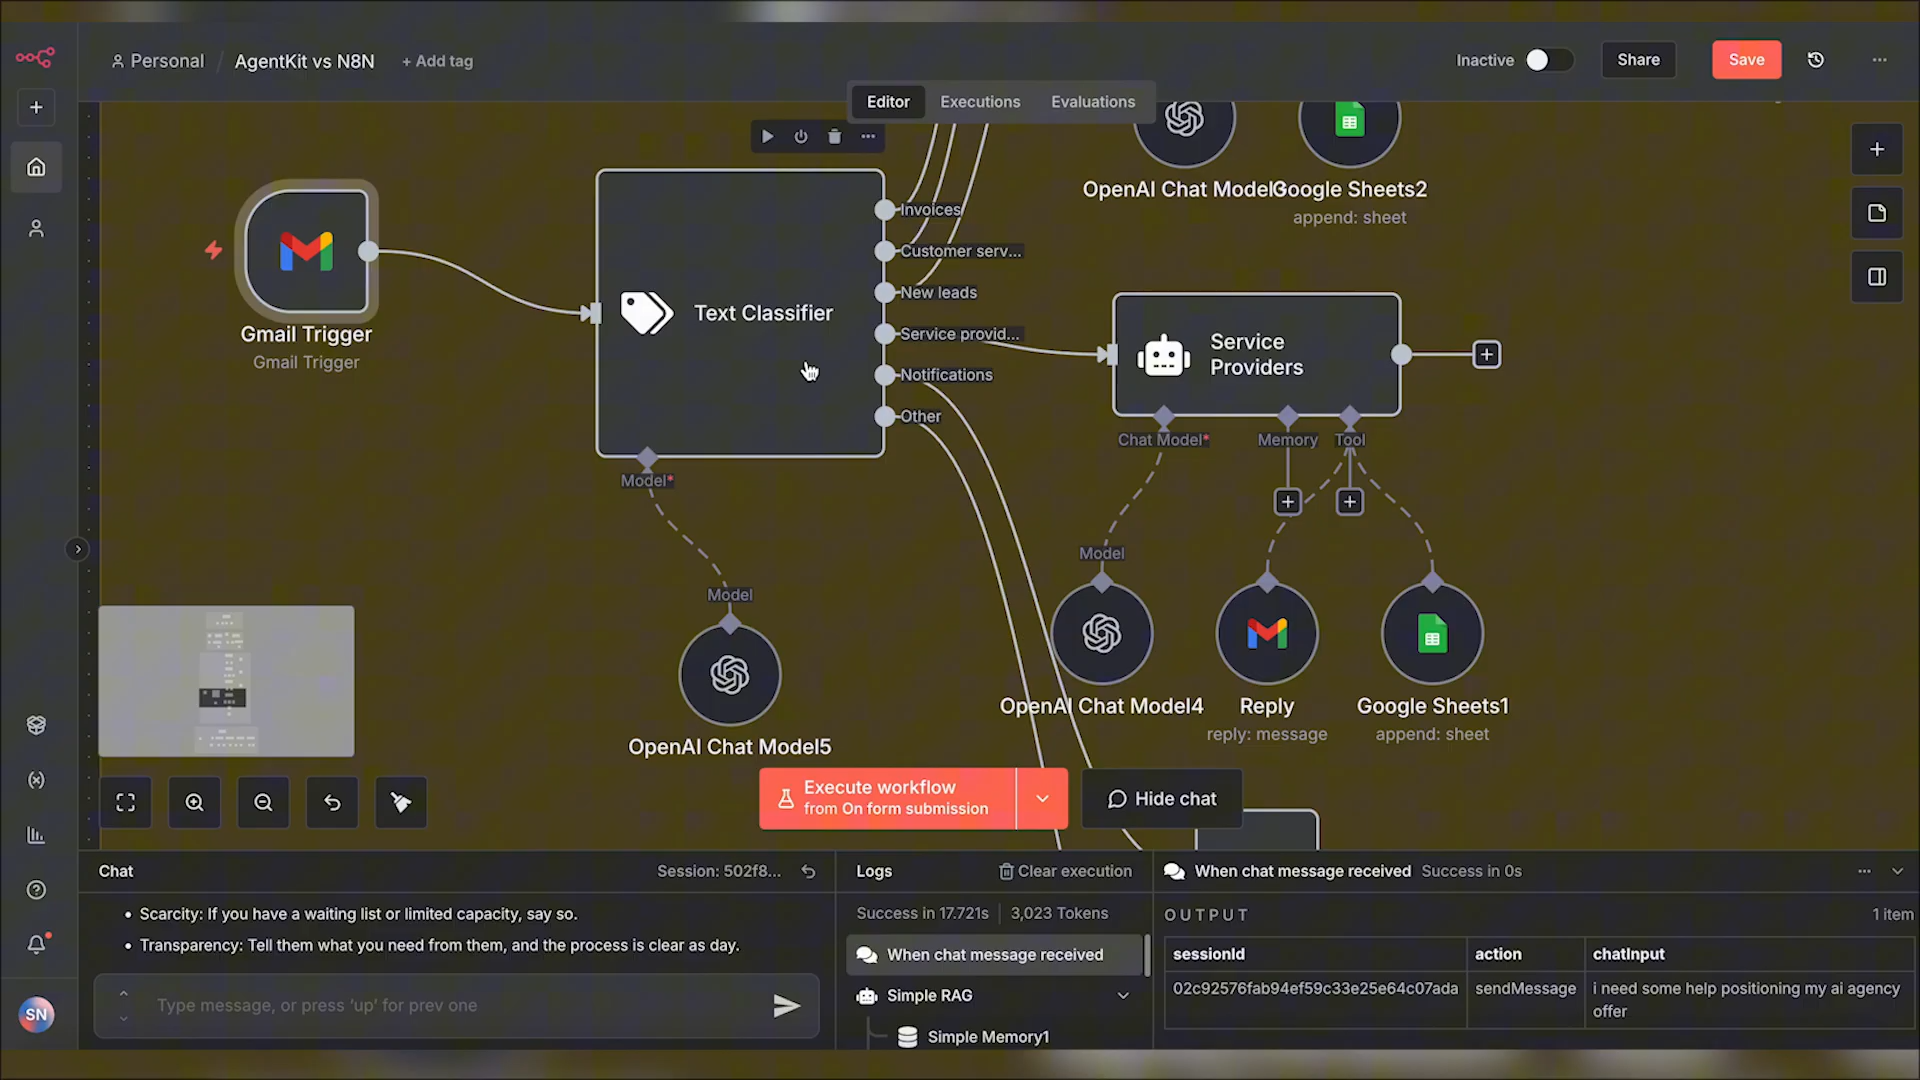 Personal / AgentKit vs N8N + Add tag
Inactive
Share
Save
Editor Executions Evaluations
Gmail Trigger
Gmail Trigger
Text Classifier
Invoices
Customer serv...
New leads
Service provid...
Notifications
Other
Model*
Model
OpenAI Chat Model5
OpenAI Chat Model3
Google Sheets2
append: sheet
Service
Providers
Chat Model*
Memory
Tool
Model
OpenAI Chat Model4
Reply
reply: message
Google Sheets1
append: sheet
Execute workflow
from On form submission
Hide chat
Chat
Session: 502f8...
• Scarcity: If you have a waiting list or limited capacity, say so.
• Transparency: Tell them what you need from them, and the process is clear as day.
Type message, or press ‘up’ for prev one
SN
Logs
Clear execution
Success in 17.721s | 3,023 Tokens
When chat message received
Simple RAG
Simple Memory1
When chat message received Success in 0s
OUTPUT
1 item
sessionId action chatInput
02c92576fab94ef59c33e25e64c07ada sendMessage i need some help positioning my ai agency
offer